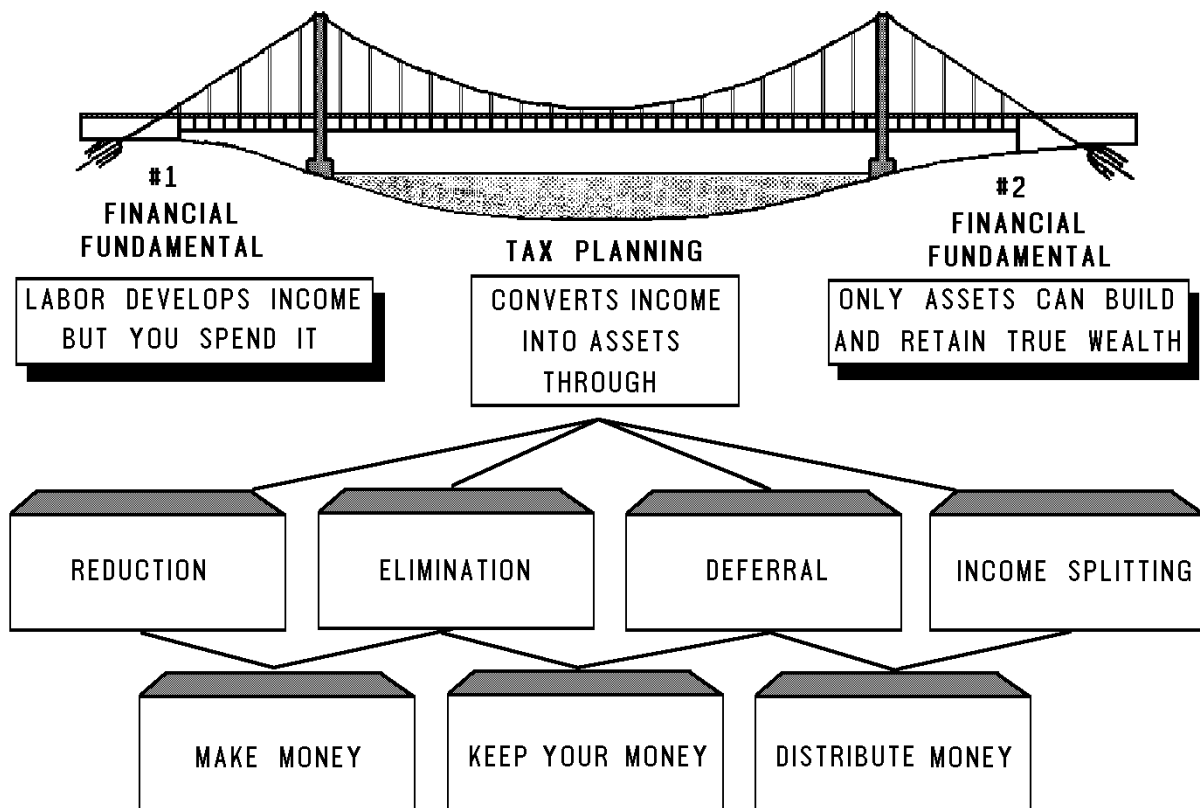 #1
FINANCIAL
FUNDAMENTAL
LABOR DEVELOPS INCOME
BUT YOU SPEND IT
TAX PLANNING
CONVERTS INCOME
INTO ASSETS
THROUGH
#2
FINANCIAL
FUNDAMENTAL
ONLY ASSETS CAN BUILD
AND RETAIN TRUE WEALTH
REDUCTION
ELIMINATION
DEFERRAL
INCOME SPLITTING
MAKE MONEY
KEEP YOUR MONEY
DISTRIBUTE MONEY